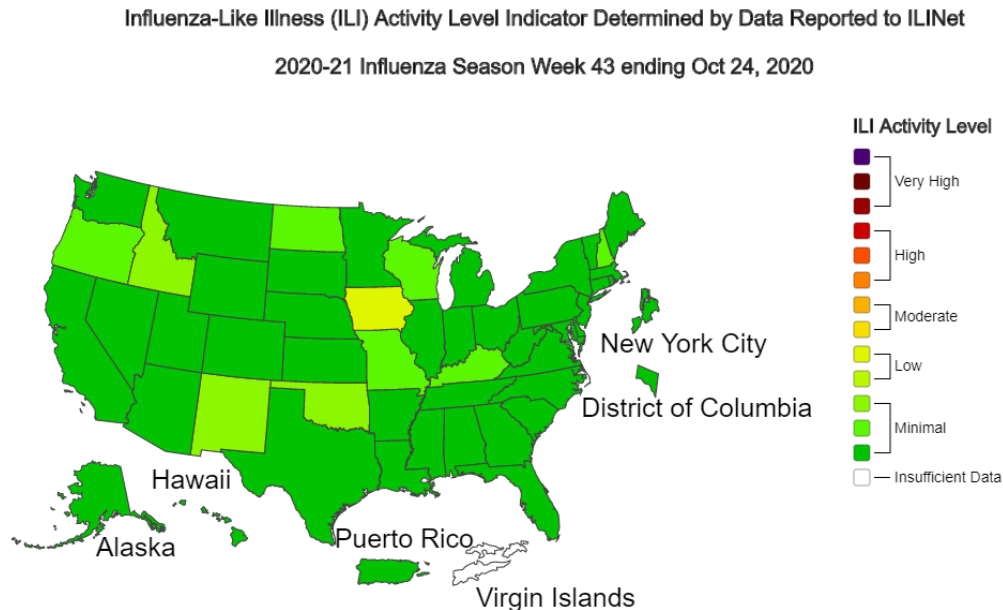 Influenza-Like Illness (ILI) Activity Level Indicator Determined by Data Reported to ILINet
2020-21 Influenza Season Week 43 ending Oct 24, 2020
ILI Activity Level
Very High
High
Moderate
Low
Minimal
Insufficient Data
New York City
District of Columbia
Hawaii
Alaska
Puerto Rico
Virgin Islands